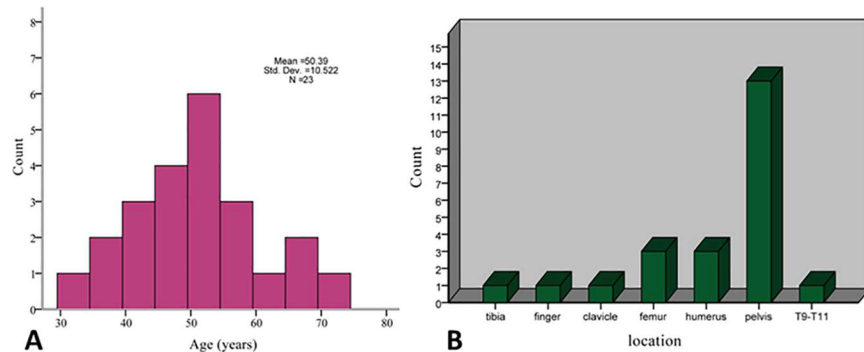 8
7
6
5
4
3
2
1
0
Count
Mean =50.39
Std. Dev. =10.522
N =23
30 40 50 60 70 80
A
Age (years)
15
14
13
12
11
10
9
8
7
6
5
4
3
2
1
0
Count
tibia finger clavicle femur humerus pelvis T9-T11
B
location